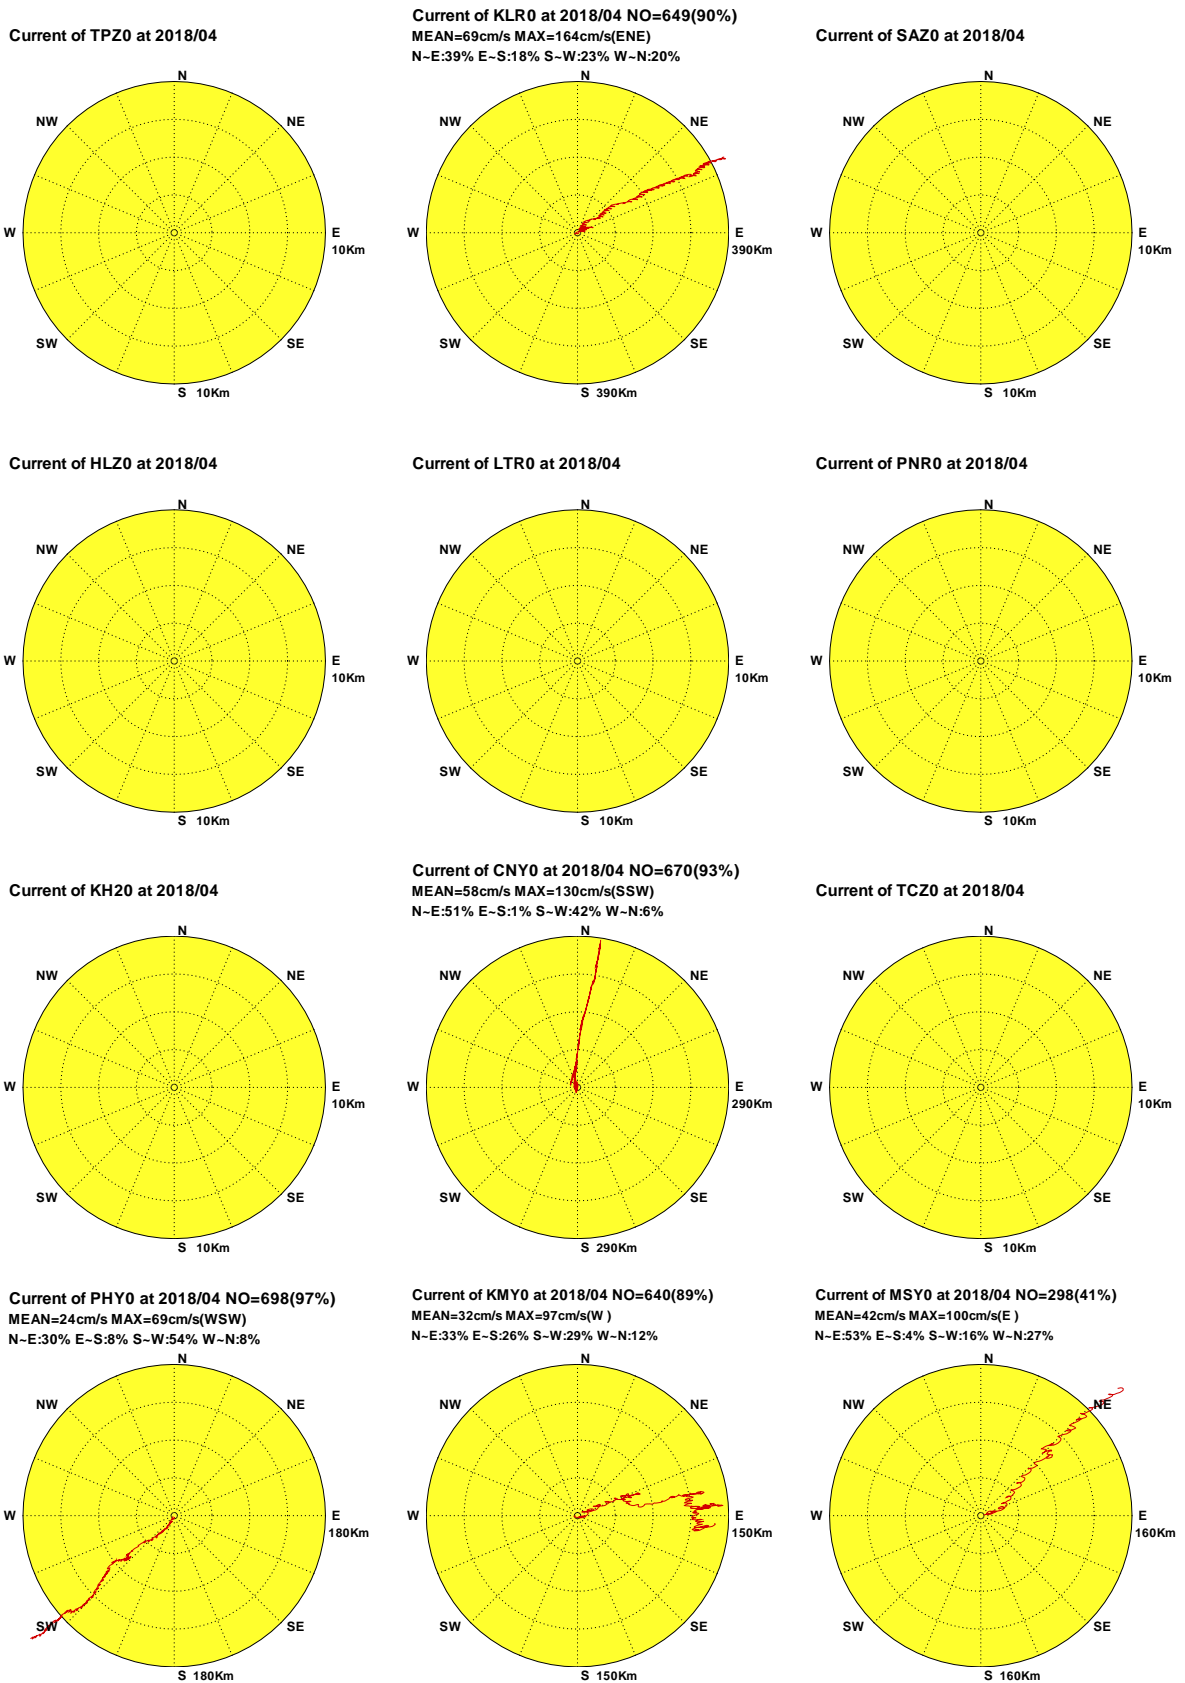 Current of TPZ0 at 2018/04
N
NW
NE
W
E
10Km
SW
SE
S 10Km
Current of KLR0 at 2018/04 NO=649(90%)
MEAN=69cm/s MAX=164cm/s(ENE)
N~E:39% E~S:18% S~W:23% W~N:20%
N
NW
NE
W
E
390Km
SW
SE
S 390Km
Current of SAZ0 at 2018/04
N
NW
NE
W
E
10Km
SW
SE
S 10Km
Current of HLZ0 at 2018/04
N
NW
NE
W
E
10Km
SW
SE
S 10Km
Current of LTR0 at 2018/04
N
NW
NE
W
E
10Km
SW
SE
S 10Km
Current of PNR0 at 2018/04
N
NW
NE
W
E
10Km
SW
SE
S 10Km
Current of KH20 at 2018/04
N
NW
NE
W
E
10Km
SW
SE
S 10Km
Current of CNY0 at 2018/04 NO=670(93%)
MEAN=58cm/s MAX=130cm/s(SSW)
N~E:51% E~S:1% S~W:42% W~N:6%
N
NW
NE
W
E
290Km
SW
SE
S 290Km
Current of TCZ0 at 2018/04
N
NW
NE
W
E
10Km
SW
SE
S 10Km
Current of PHY0 at 2018/04 NO=698(97%)
MEAN=24cm/s MAX=69cm/s(WSW)
N~E:30% E~S:8% S~W:54% W~N:8%
N
NW
NE
W
E
180Km
SW
SE
S 180Km
Current of KMY0 at 2018/04 NO=640(89%)
MEAN=32cm/s MAX=97cm/s(W )
N~E:33% E~S:26% S~W:29% W~N:12%
N
NW
NE
W
E
150Km
SW
SE
S 150Km
Current of MSY0 at 2018/04 NO=298(41%)
MEAN=42cm/s MAX=100cm/s(E )
N~E:53% E~S:4% S~W:16% W~N:27%
N
NW
NE
W
E
160Km
SW
SE
S 160Km